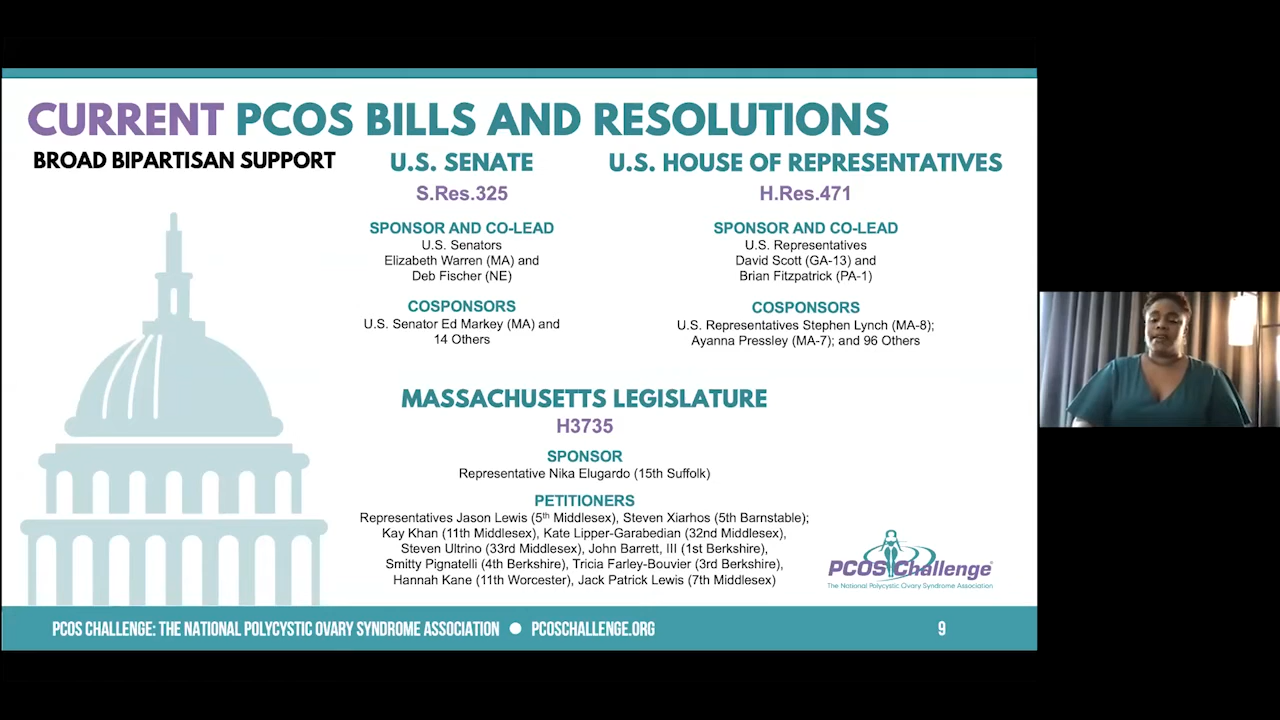 CURRENT PCOS BILLS AND RESOLUTIONS
BROAD BIPARTISAN SUPPORT
U.S. SENATE
S.Res.325
SPONSOR AND CO-LEAD
U.S. Senators
Elizabeth Warren (MA) and
Deb Fischer (NE)
COSPONSORS
U.S. Senator Ed Markey (MA) and
14 Others
U.S. HOUSE OF REPRESENTATIVES
H.Res.471
SPONSOR AND CO-LEAD
U.S. Representatives
David Scott (GA-13) and
Brian Fitzpatrick (PA-1)
COSPONSORS
U.S. Representatives Stephen Lynch (MA-8);
Ayanna Pressley (MA-7); and 96 Others
MASSACHUSETTS LEGISLATURE
H3735
SPONSOR
Representative Nika Elugardo (15th Suffolk)
PETITIONERS
Representatives Jason Lewis (5th Middlesex), Steven Xiarhos (5th Barnstable);
Kay Khan (11th Middlesex), Kate Lipper-Garabedian (32nd Middlesex),
Steven Ultrino (33rd Middlesex), John Barrett, III (1st Berkshire),
Smitty Pignatelli (4th Berkshire), Tricia Farley-Bouvier (3rd Berkshire),
Hannah Kane (11th Worcester), Jack Patrick Lewis (7th Middlesex)
PCOS Challenge®
The National Polycystic Ovary Syndrome Association
PCOS CHALLENGE: THE NATIONAL POLYCYSTIC OVARY SYNDROME ASSOCIATION ● PCOSCHALLENGE.ORG
9